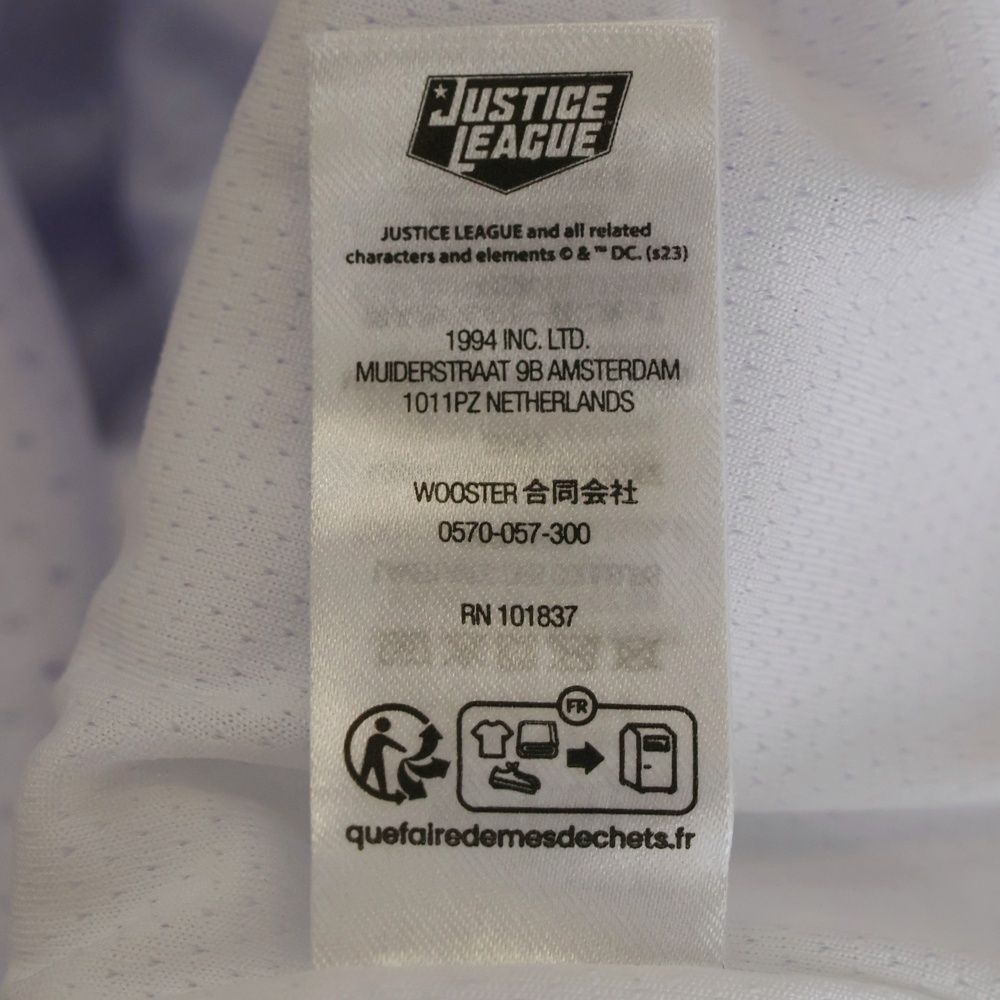 JUSTICE
LEAGUE™
JUSTICE LEAGUE and all related
characters and elements © & ™ DC. (s23)
1994 INC. LTD.
MUIDERSTRAAT 9B AMSTERDAM
1011PZ NETHERLANDS
WOOSTER 合同会社
0570-057-300
RN 101837
FR
quefairedemesdechets.fr